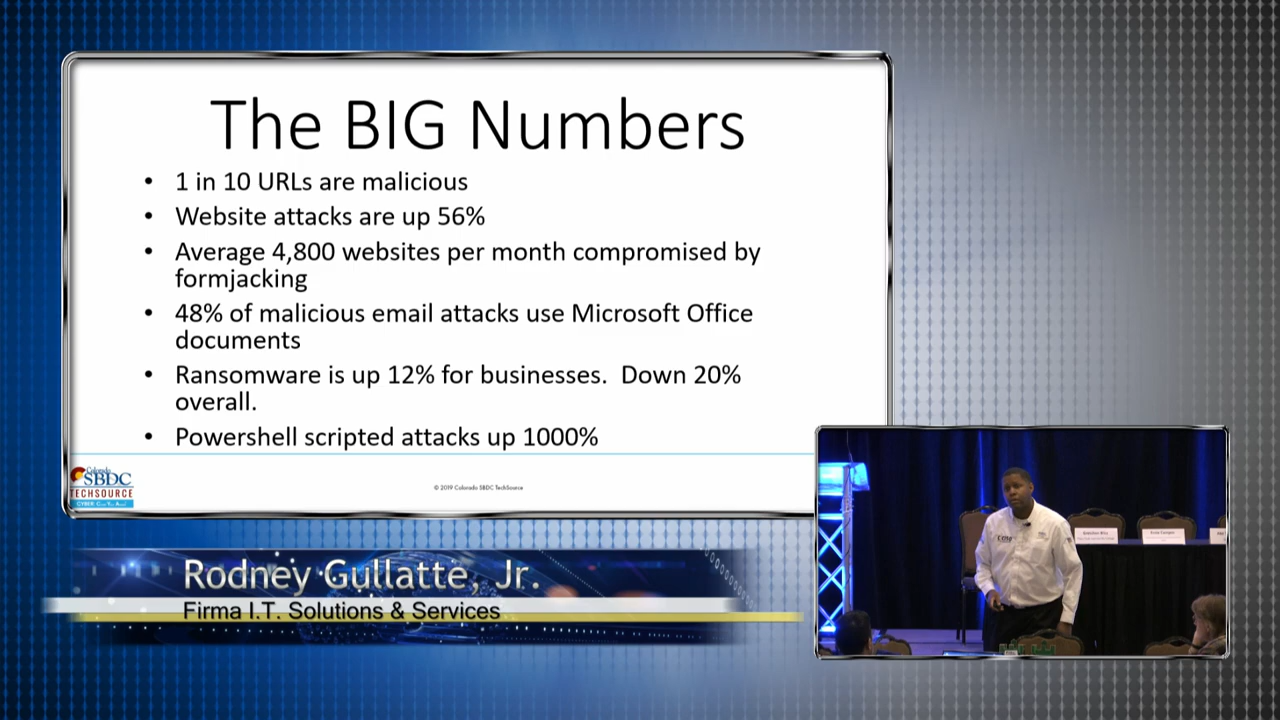 The BIG Numbers
• 1 in 10 URLs are malicious
• Website attacks are up 56%
• Average 4,800 websites per month compromised by
formjacking
• 48% of malicious email attacks use Microsoft Office
documents
• Ransomware is up 12% for businesses.  Down 20%
overall.
• Powershell scripted attacks up 1000%
Colorado
SBDC
TECHSOURCE
© 2019 Colorado SBDC TechSource
Rodney Gullatte, Jr.
Firma I.T. Solutions & Services